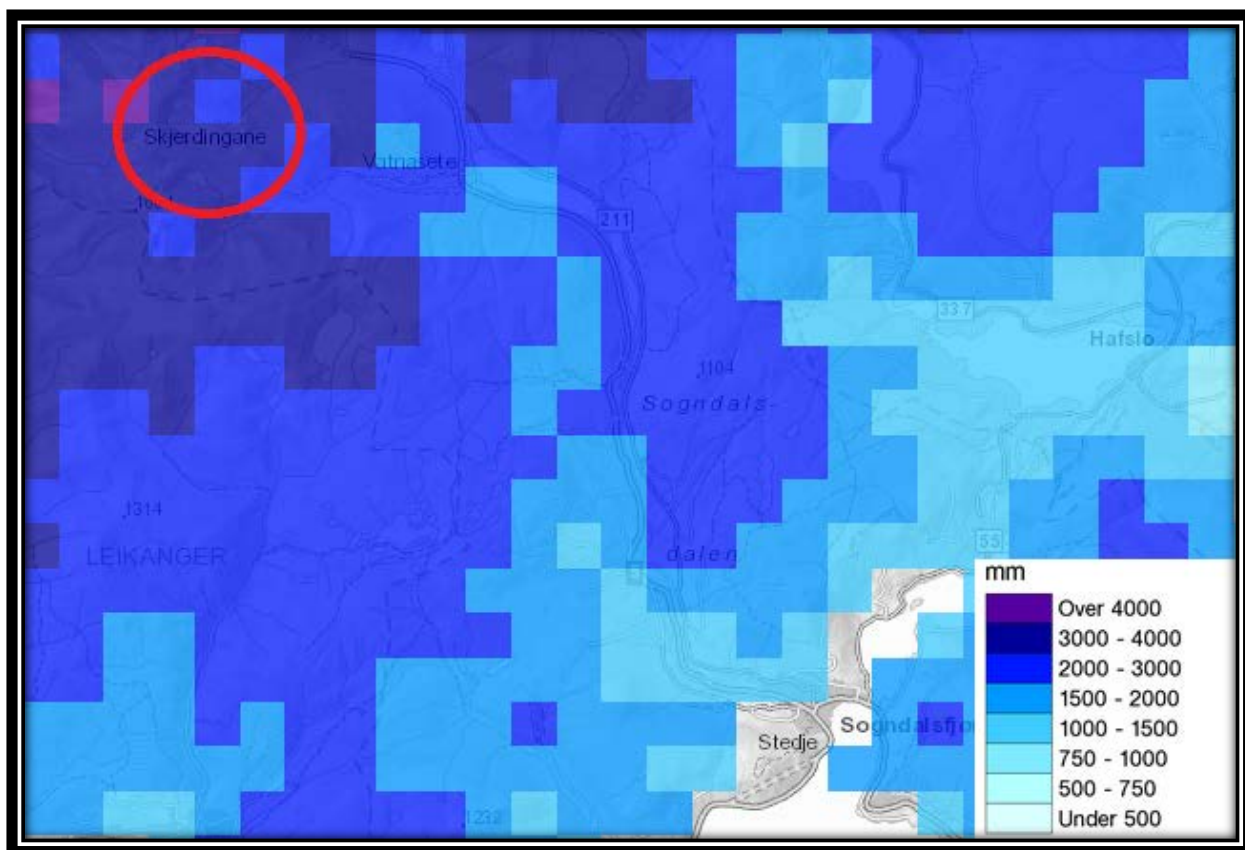 Skjerdingane
Vatnasete
211
337
Hafslo
1104
Sogndals-
1314
LEIKANGER
dalen
55
Stedje
Sogndalsfjo
1232
mm
Over 4000
3000 - 4000
2000 - 3000
1500 - 2000
1000 - 1500
750 - 1000
500 - 750
Under 500